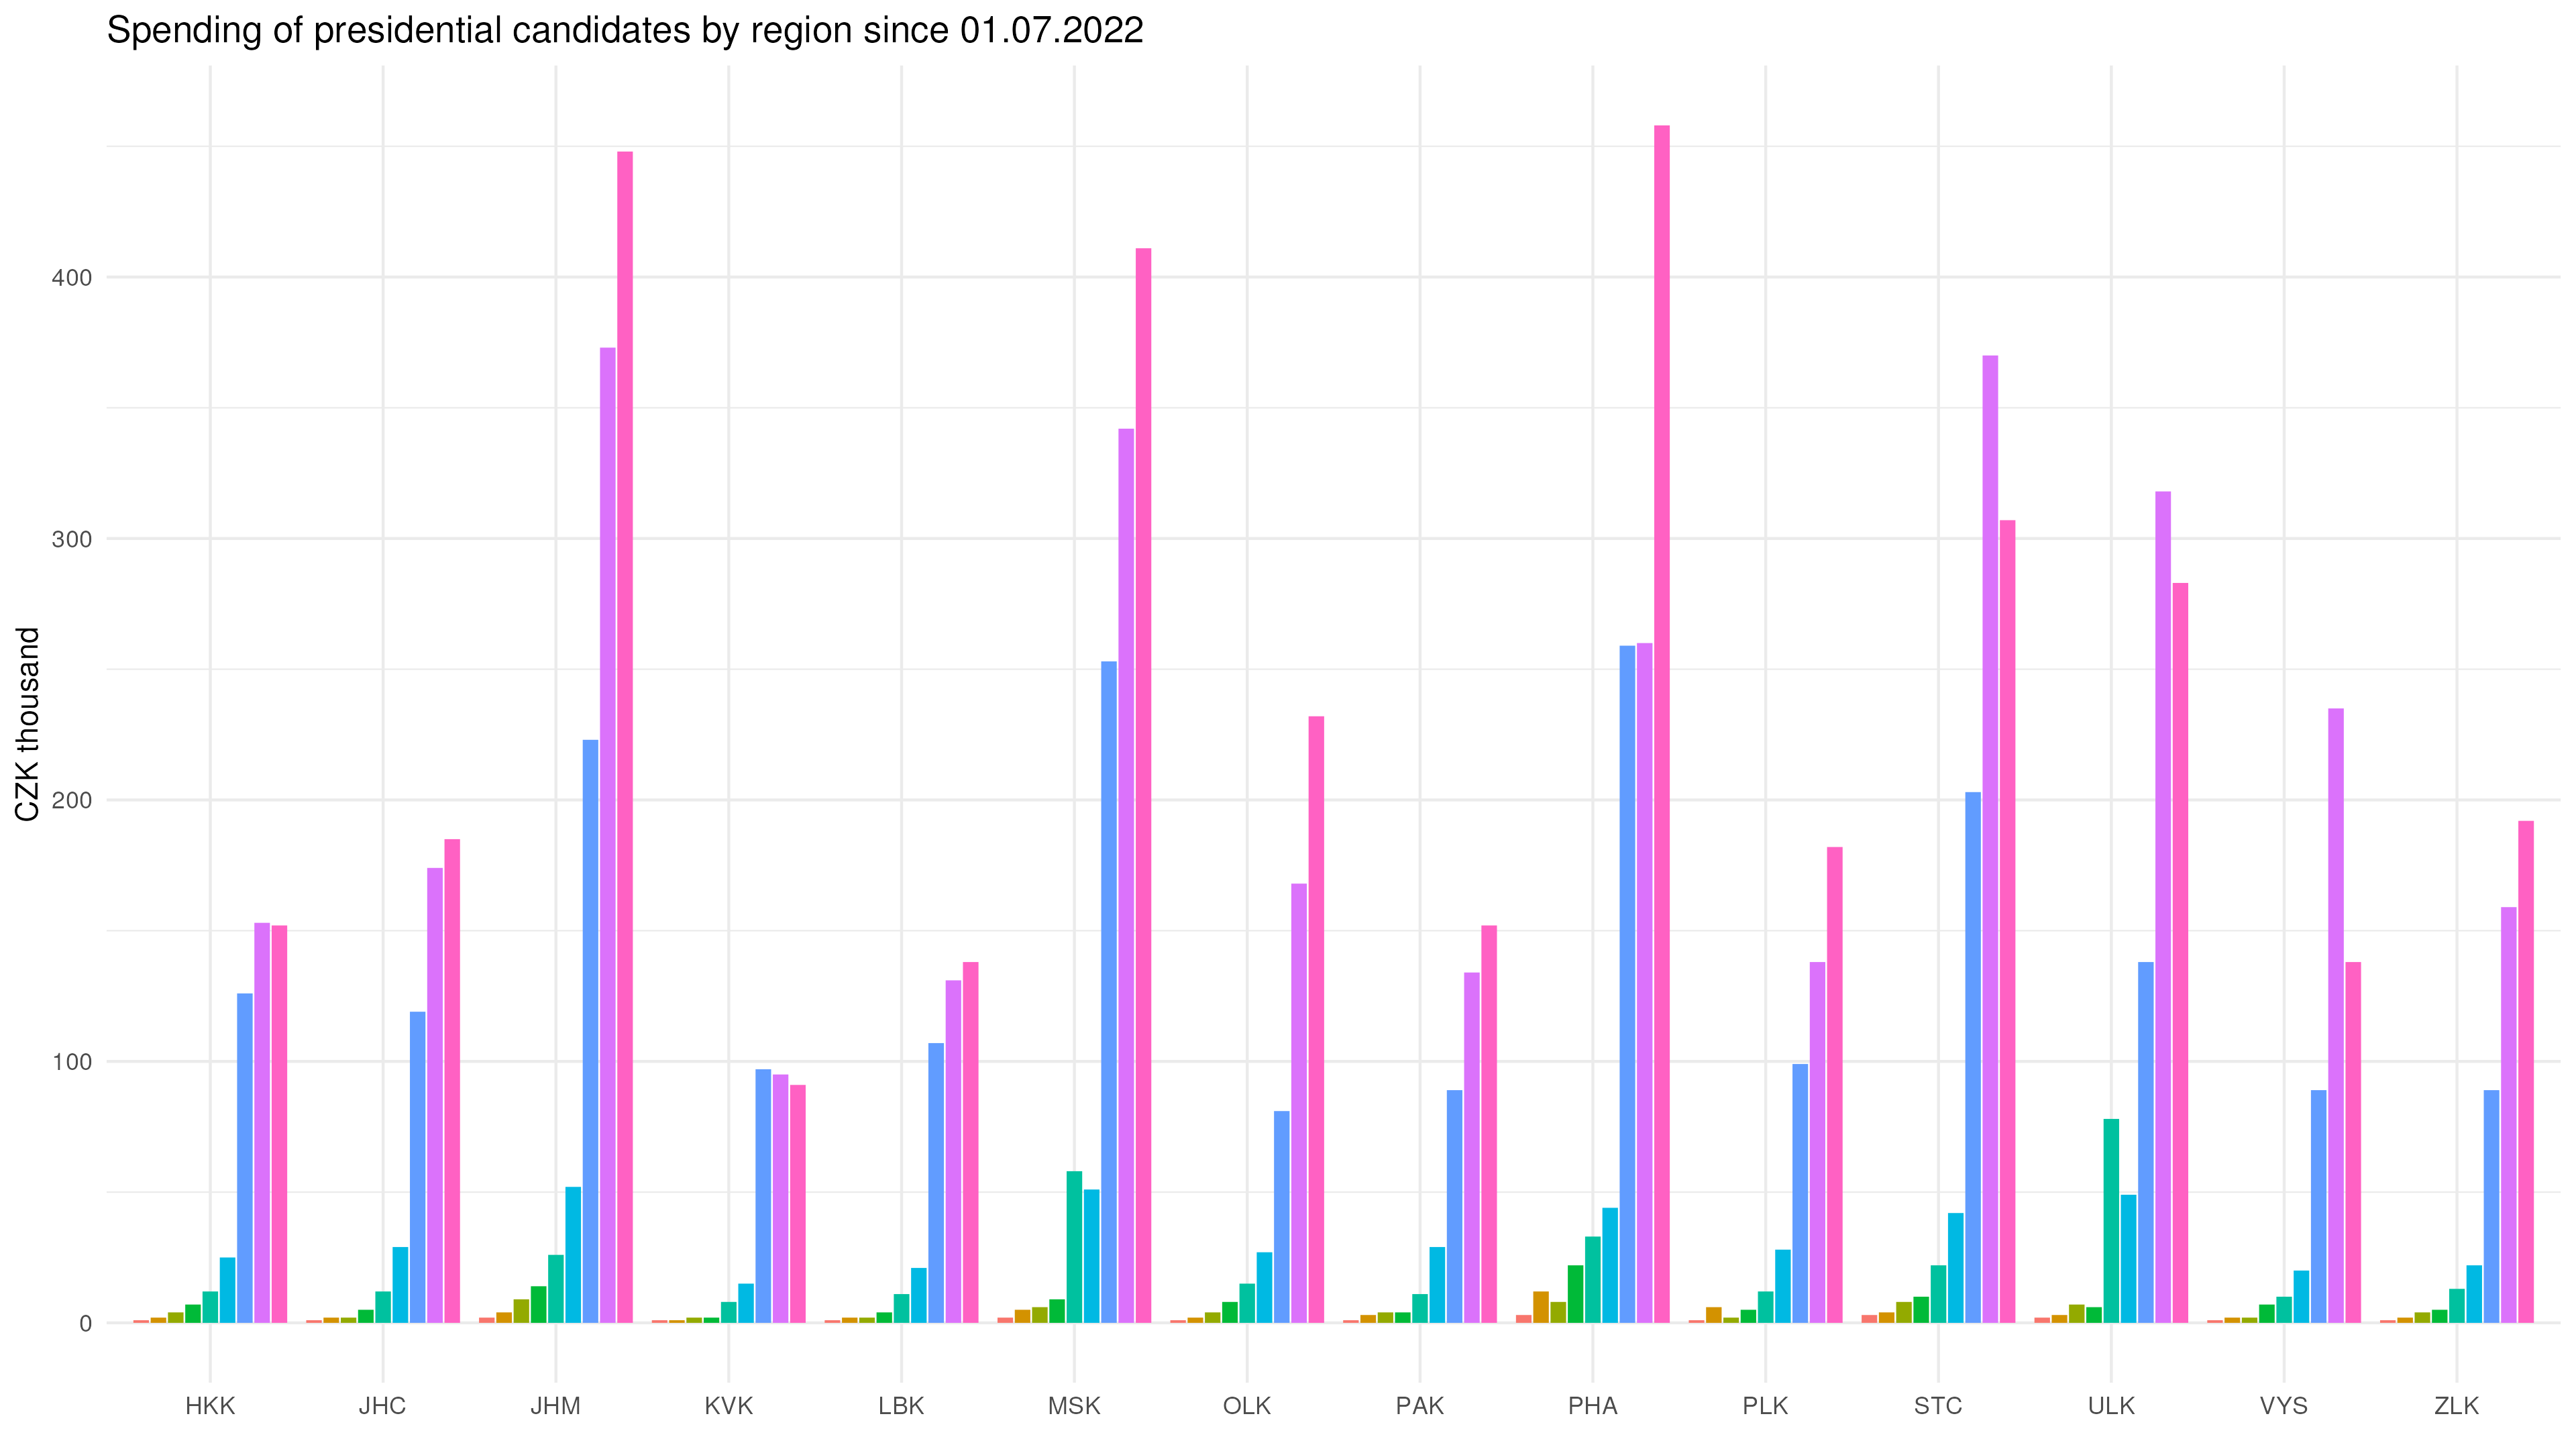 Spending of presidential candidates by region since 01.07.2022
CZK thousand
400
300
200
100
0
HKK JHC JHM KVK LBK MSK OLK PAK PHA PLK STC ULK VYS ZLK